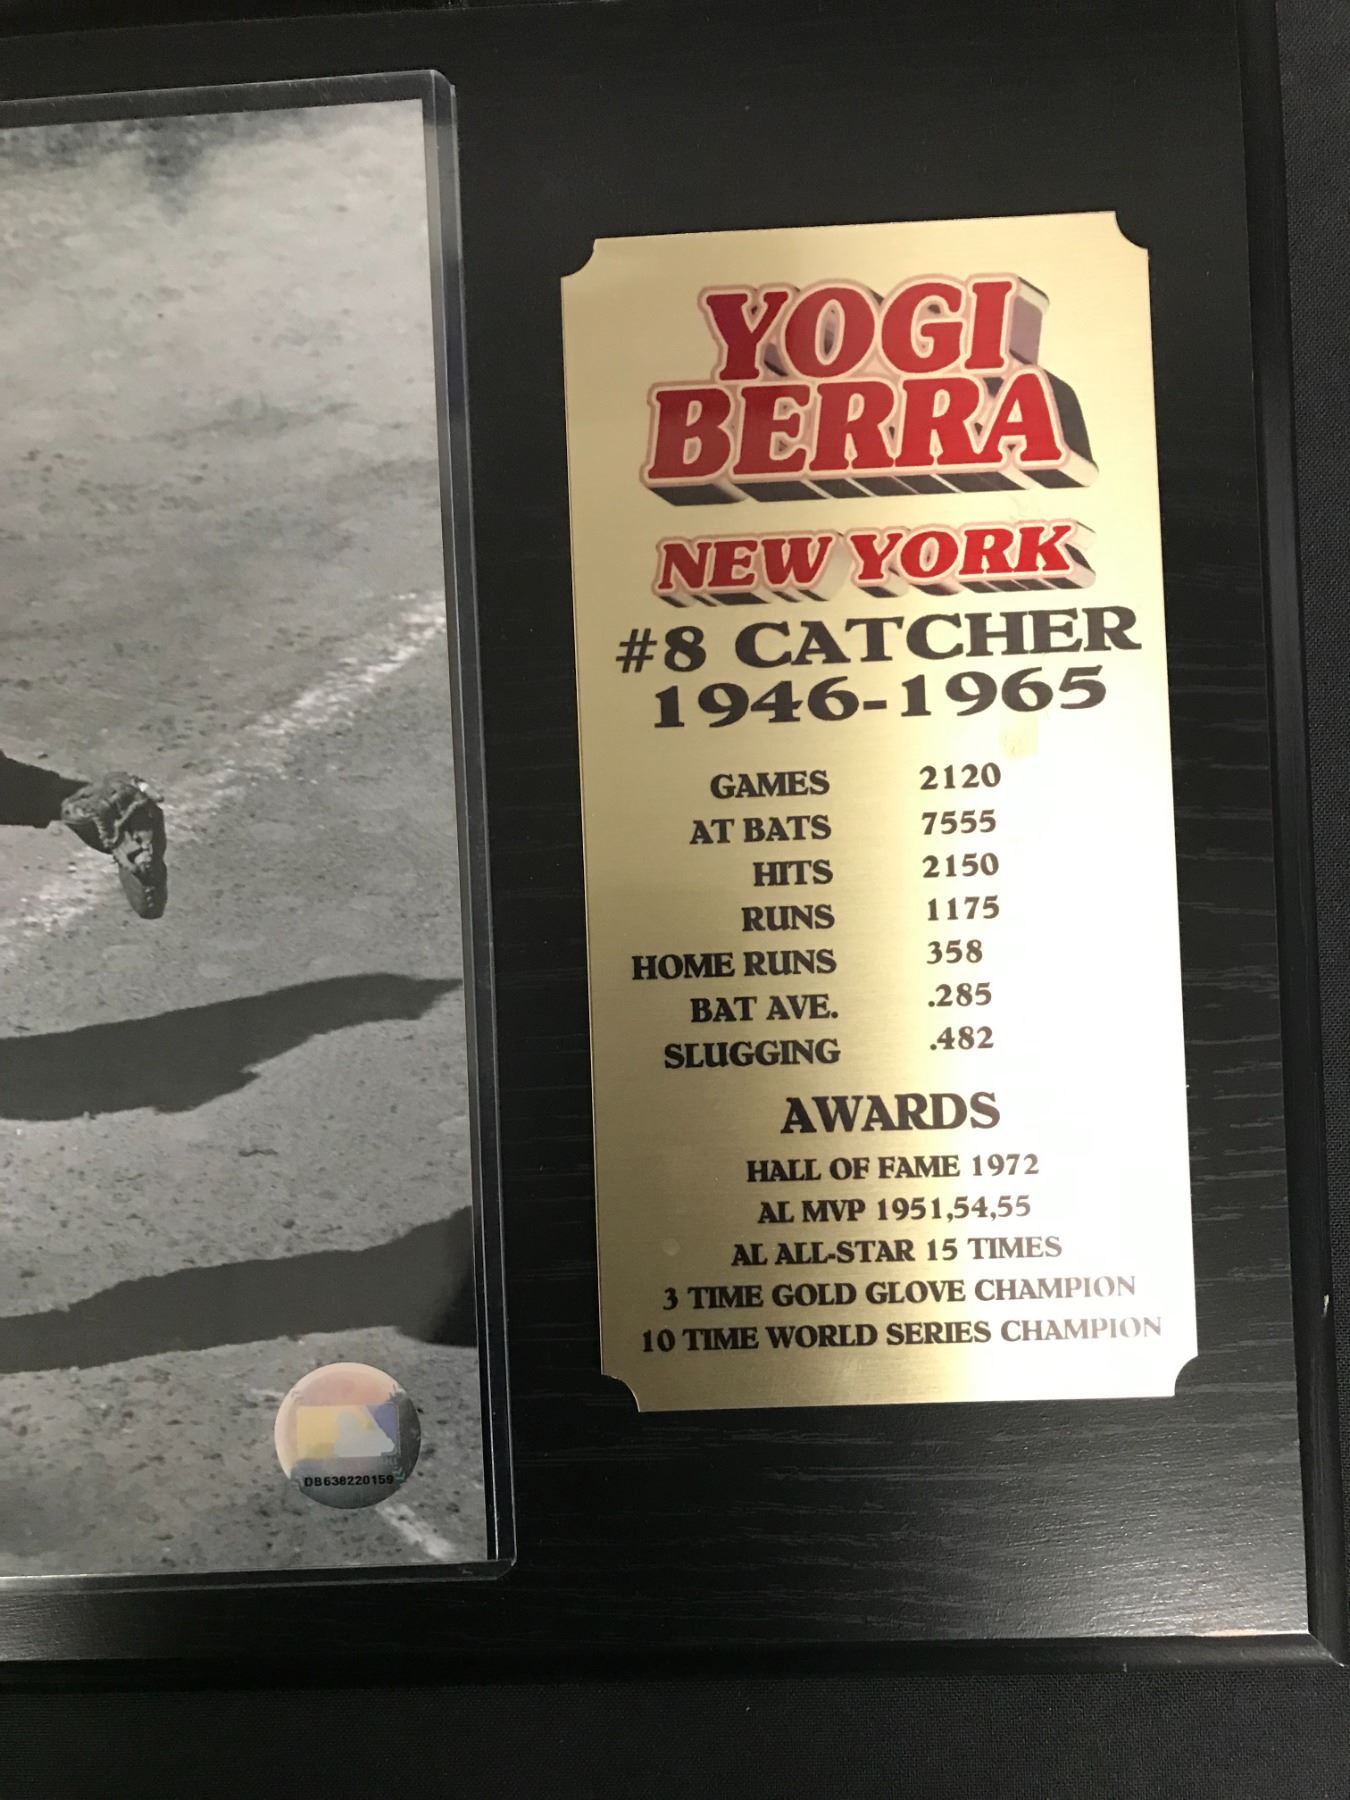 YOGI
BERRA
NEW YORK
#8 CATCHER
1946-1965
GAMES 2120
AT BATS 7555
HITS 2150
RUNS 1175
HOME RUNS 358
BAT AVE. .285
SLUGGING .482
AWARDS
HALL OF FAME 1972
AL MVP 1951,54,55
AL ALL-STAR 15 TIMES
3 TIME GOLD GLOVE CHAMPION
10 TIME WORLD SERIES CHAMPION
DB638220159